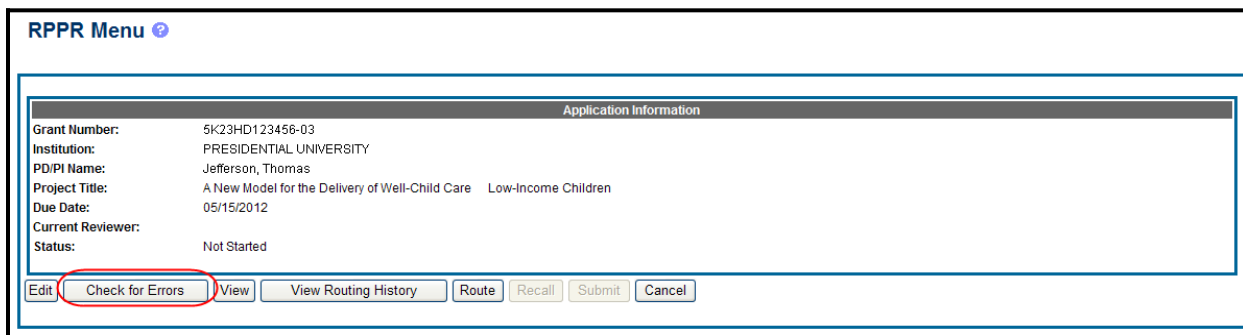 RPPR Menu ?
Application Information
Grant Number: 5K23HD123456-03
Institution: PRESIDENTIAL UNIVERSITY
PD/PI Name: Jefferson, Thomas
Project Title: A New Model for the Delivery of Well-Child Care Low-Income Children
Due Date: 05/15/2012
Current Reviewer:
Status: Not Started
Edit Check for Errors View View Routing History Route Recall Submit Cancel